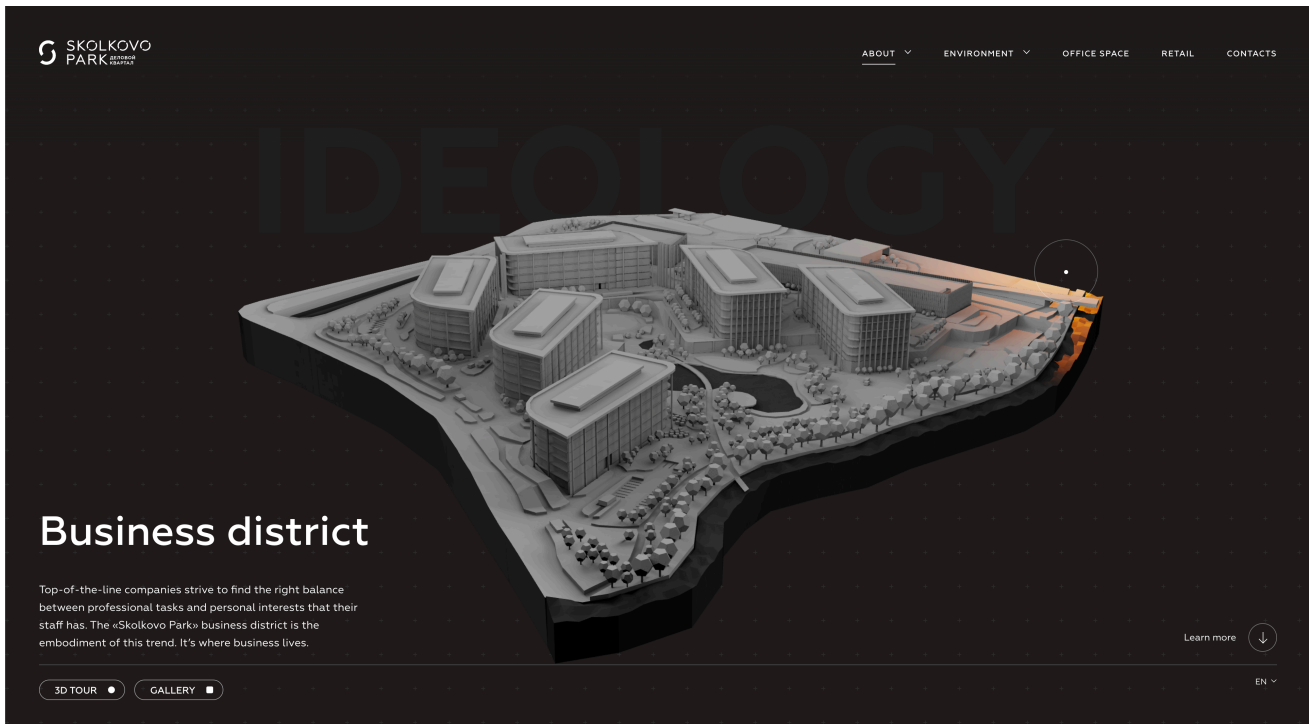 SKOLKOVO
PARK ДЕЛОВОЙ
КВАРТАЛ
ABOUT
ENVIRONMENT
OFFICE SPACE
RETAIL
CONTACTS
IDEOLOGY
Business district
Top-of-the-line companies strive to find the right balance
between professional tasks and personal interests that their
staff has. The «Skolkovo Park» business district is the
embodiment of this trend. It’s where business lives.
Learn more
3D TOUR
GALLERY
EN